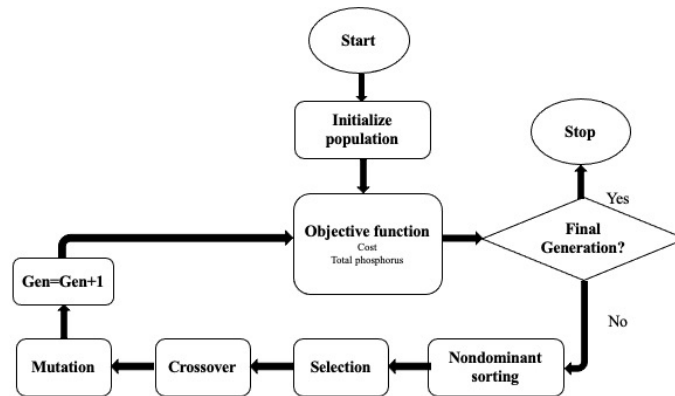 Start
Initialize
population
Stop
Yes
Objective function
Cost
Total phosphorus
Final
Generation?
Gen=Gen+1
No
Mutation
Crossover
Selection
Nondominant
sorting